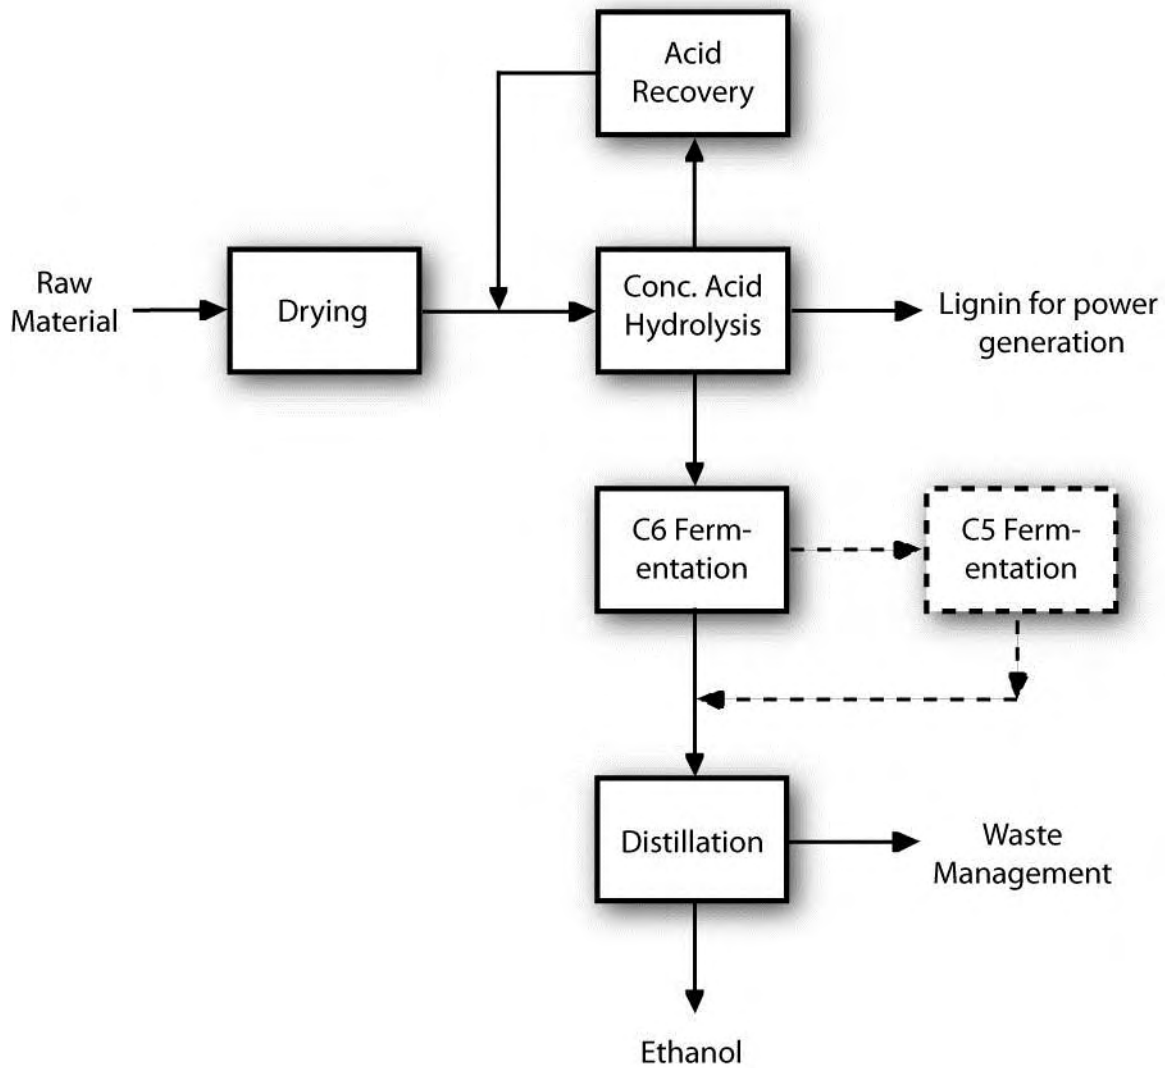 Acid
Recovery
Raw
Material
Drying
Conc. Acid
Hydrolysis
Lignin for power
generation
C6 Ferm-
entation
C5 Ferm-
entation
Distillation
Waste
Management
Ethanol